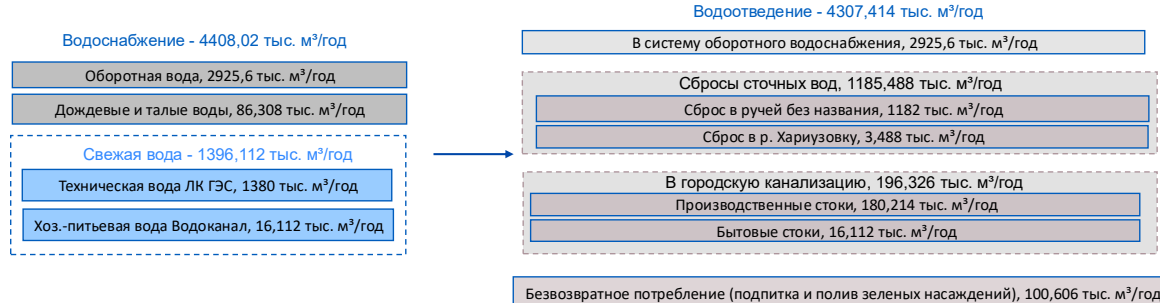 Водоснабжение - 4408,02 тыс. м³/год
Оборотная вода, 2925,6 тыс. м³/год
Дождевые и талые воды, 86,308 тыс. м³/год
Свежая вода - 1396,112 тыс. м³/год
Техническая вода ЛК ГЭС, 1380 тыс. м³/год
Хоз.-питьевая вода Водоканал, 16,112 тыс. м³/год
Водоотведение - 4307,414 тыс. м³/год
В систему оборотного водоснабжения, 2925,6 тыс. м³/год
Сбросы сточных вод, 1185,488 тыс. м³/год
Сброс в ручей без названия, 1182 тыс. м³/год
Сброс в р. Хариузовку, 3,488 тыс. м³/год
В городскую канализацию, 196,326 тыс. м³/год
Производственные стоки, 180,214 тыс. м³/год
Бытовые стоки, 16,112 тыс. м³/год
Безвозвратное потребление (подпитка и полив зеленых насаждений), 100,606 тыс. м³/год